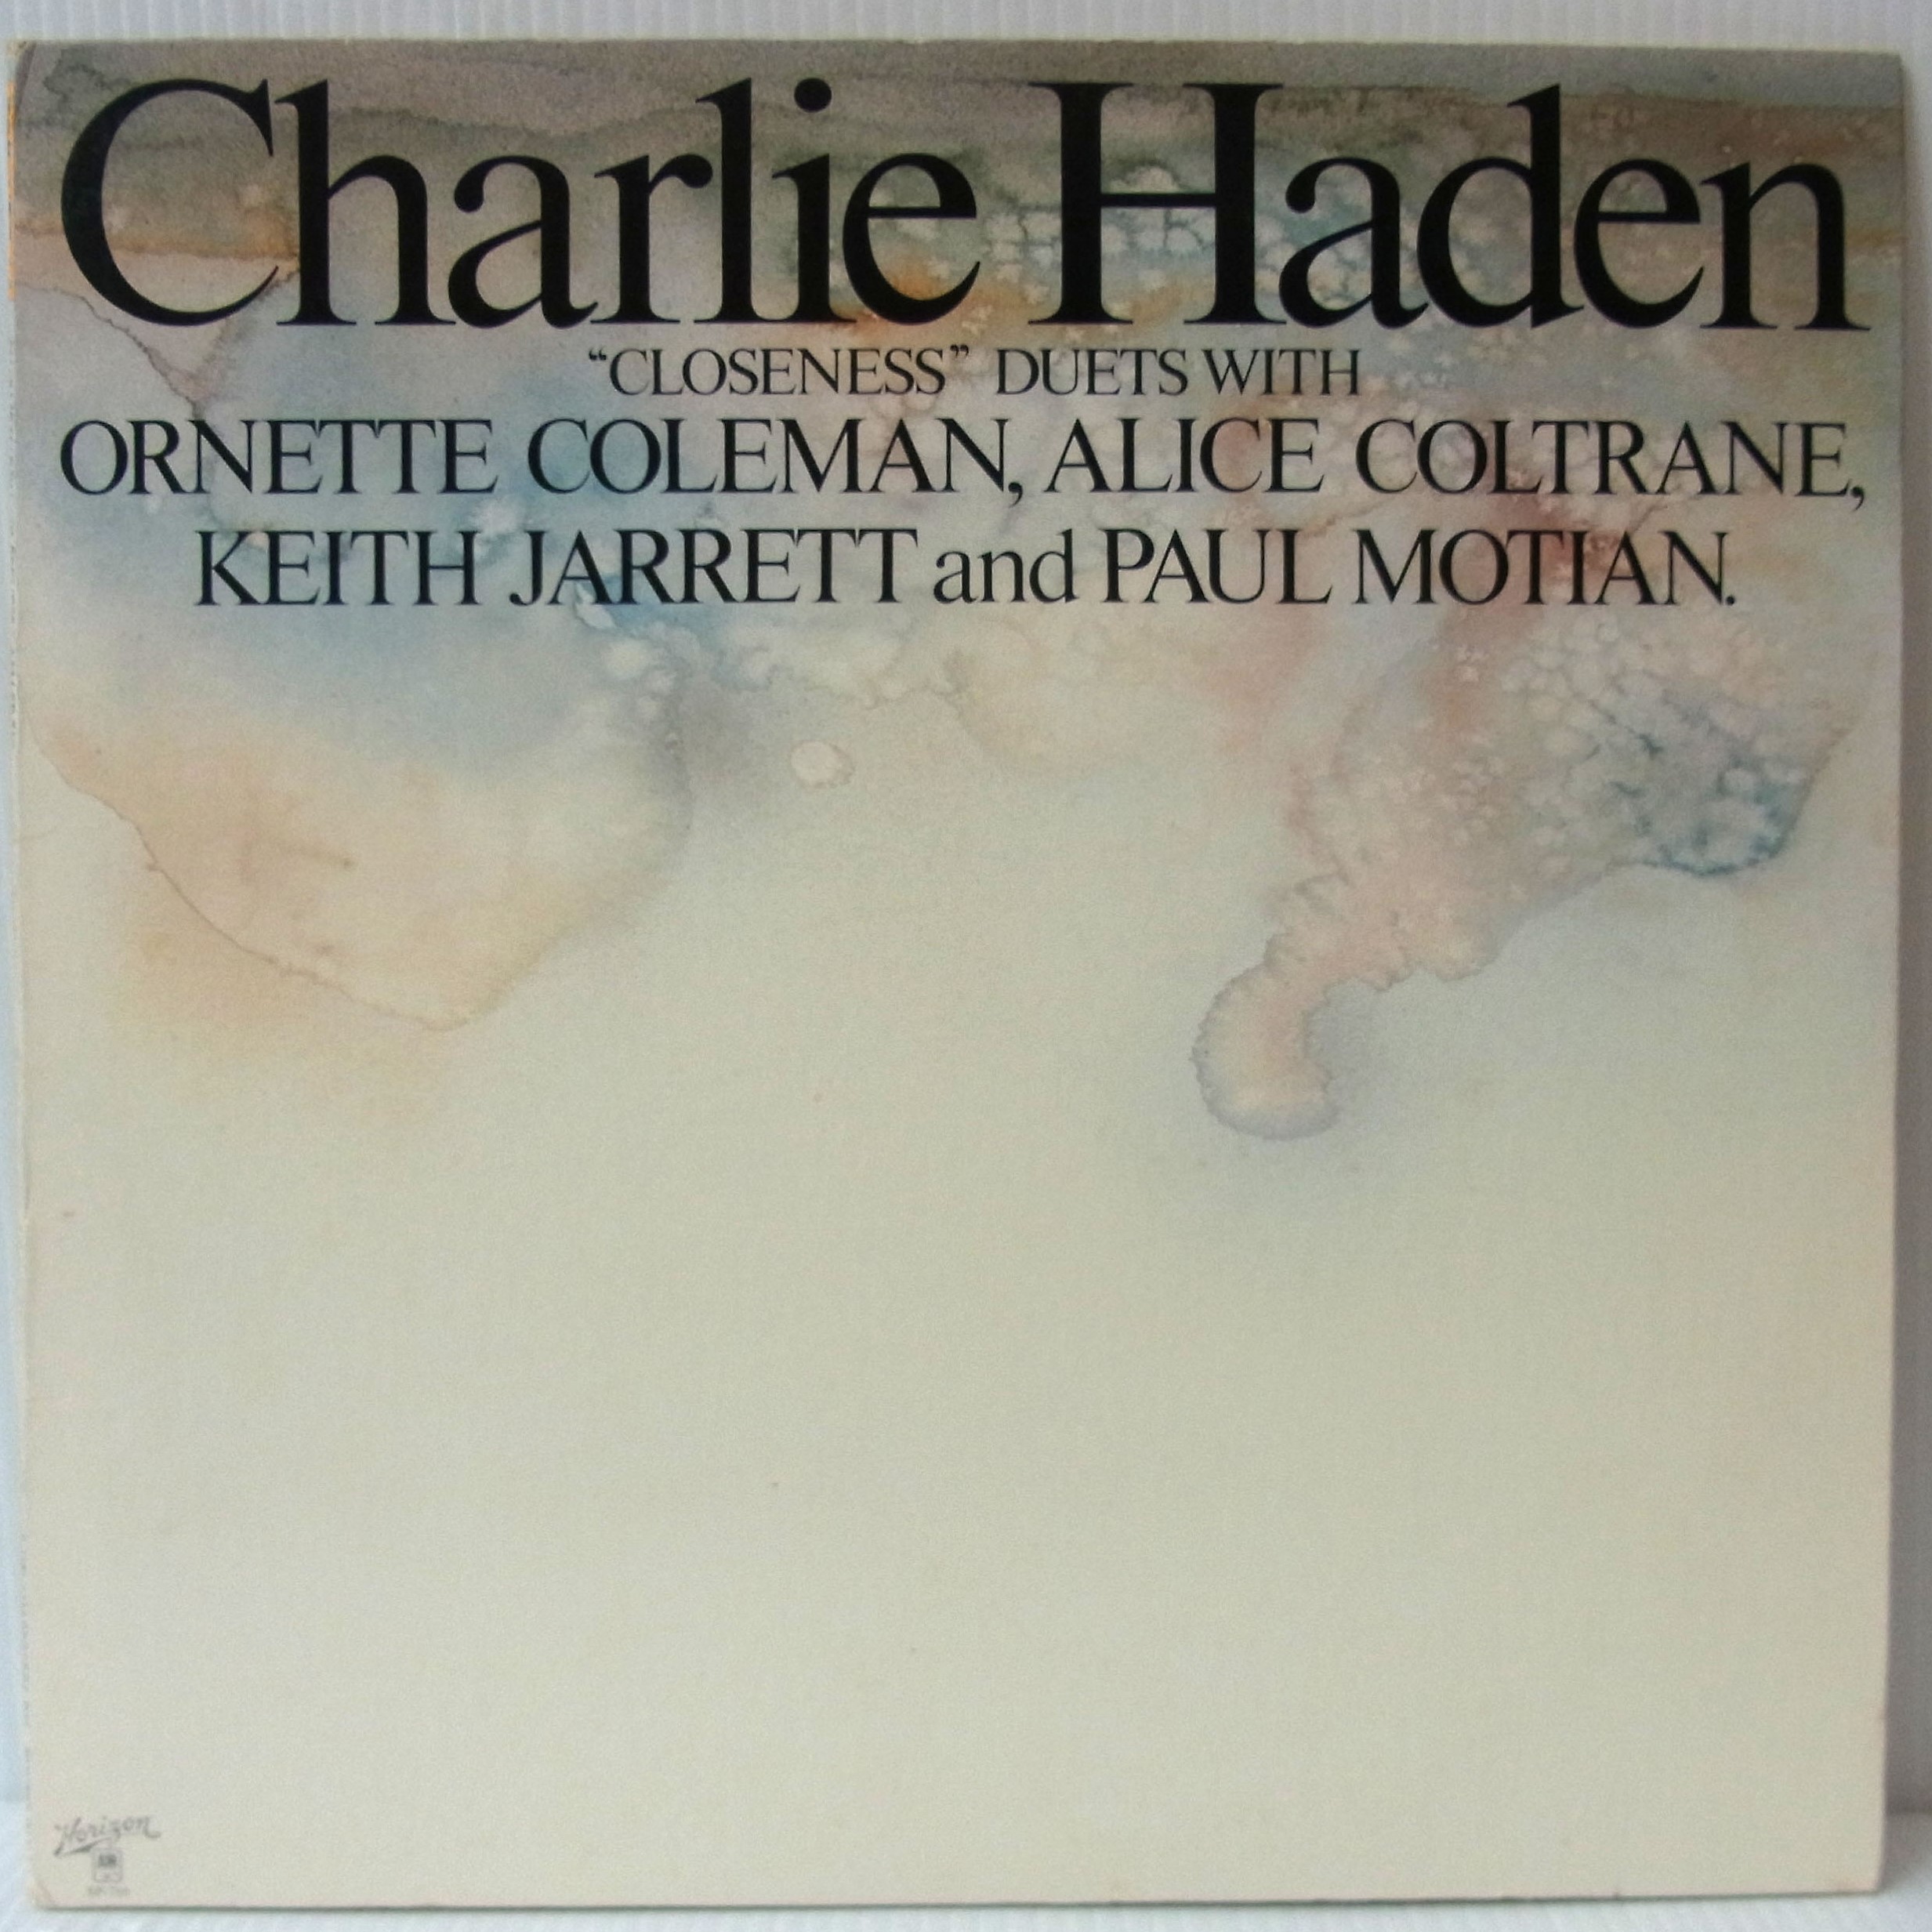 Charlie Haden
“CLOSENESS” DUETS WITH
ORNETTE COLEMAN, ALICE COLTRANE,
KEITH JARRETT and PAUL MOTIAN.
Horizon